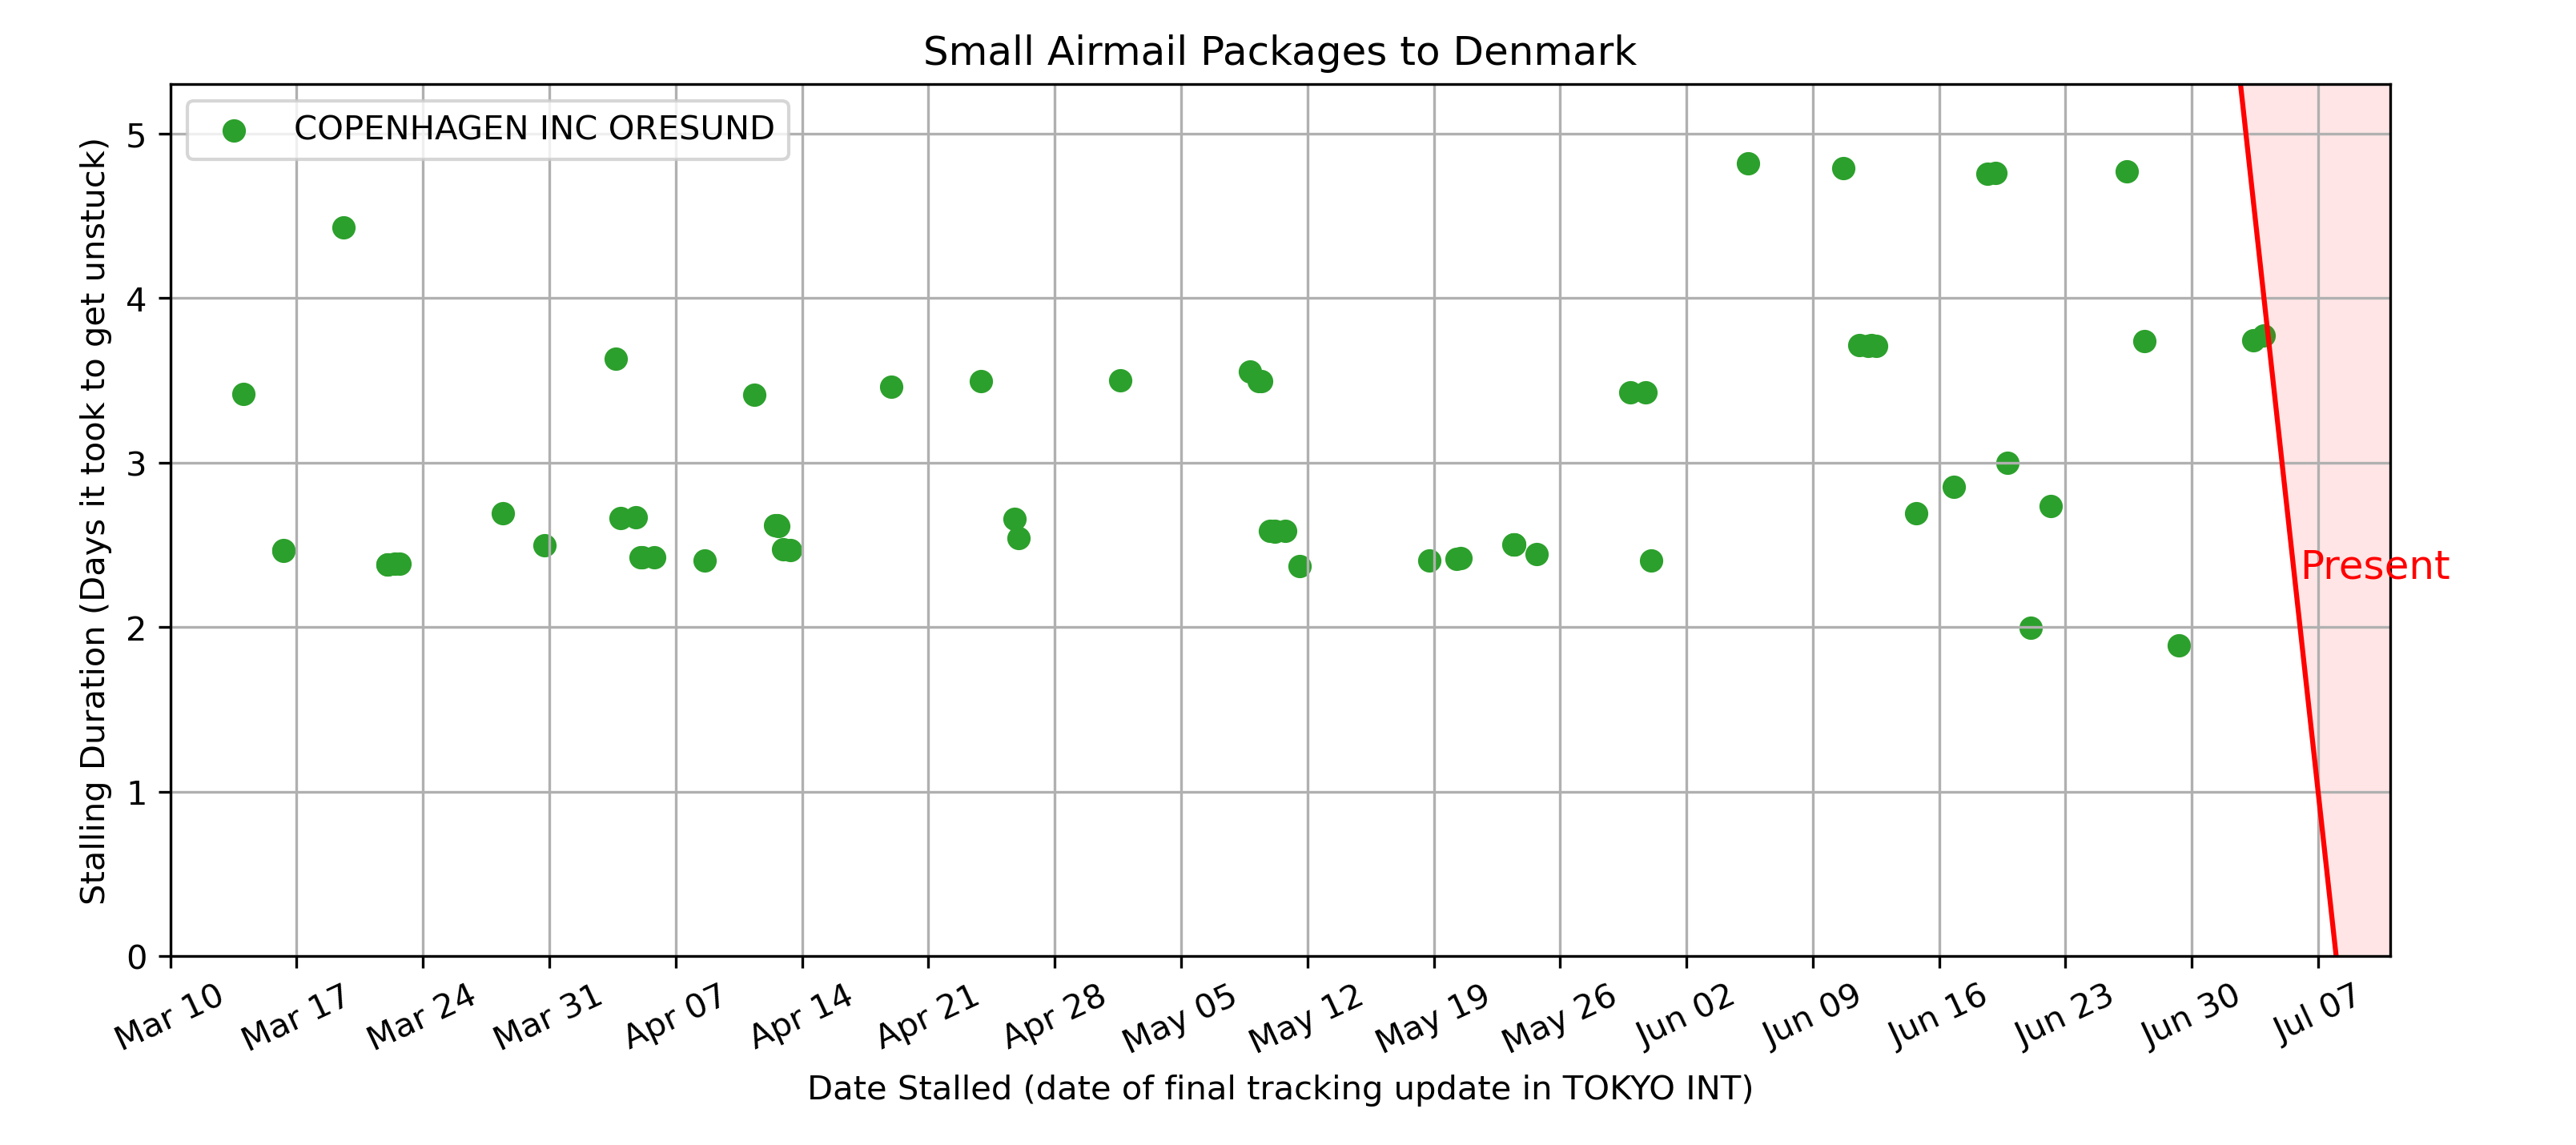 Small Airmail Packages to Denmark
COPENHAGEN INC ORESUND
Stalling Duration (Days it took to get unstuck)
5
4
3
2
1
0
Present
Mar 10
Mar 17
Mar 24
Mar 31
Apr 07
Apr 14
Apr 21
Apr 28
May 05
May 12
May 19
May 26
Jun 02
Jun 09
Jun 16
Jun 23
Jun 30
Jul 07
Date Stalled (date of final tracking update in TOKYO INT)